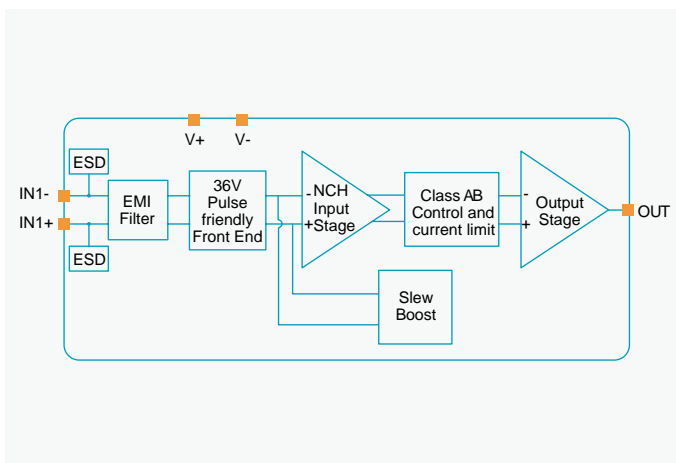 V+
V-
ESD
IN1-
IN1+
ESD
EMI
Filter
36V
Pulse
friendly
Front End
-NCH
Input
+Stage
Class AB
Control and
current limit
Slew
Boost
-
Output
Stage
+
OUT